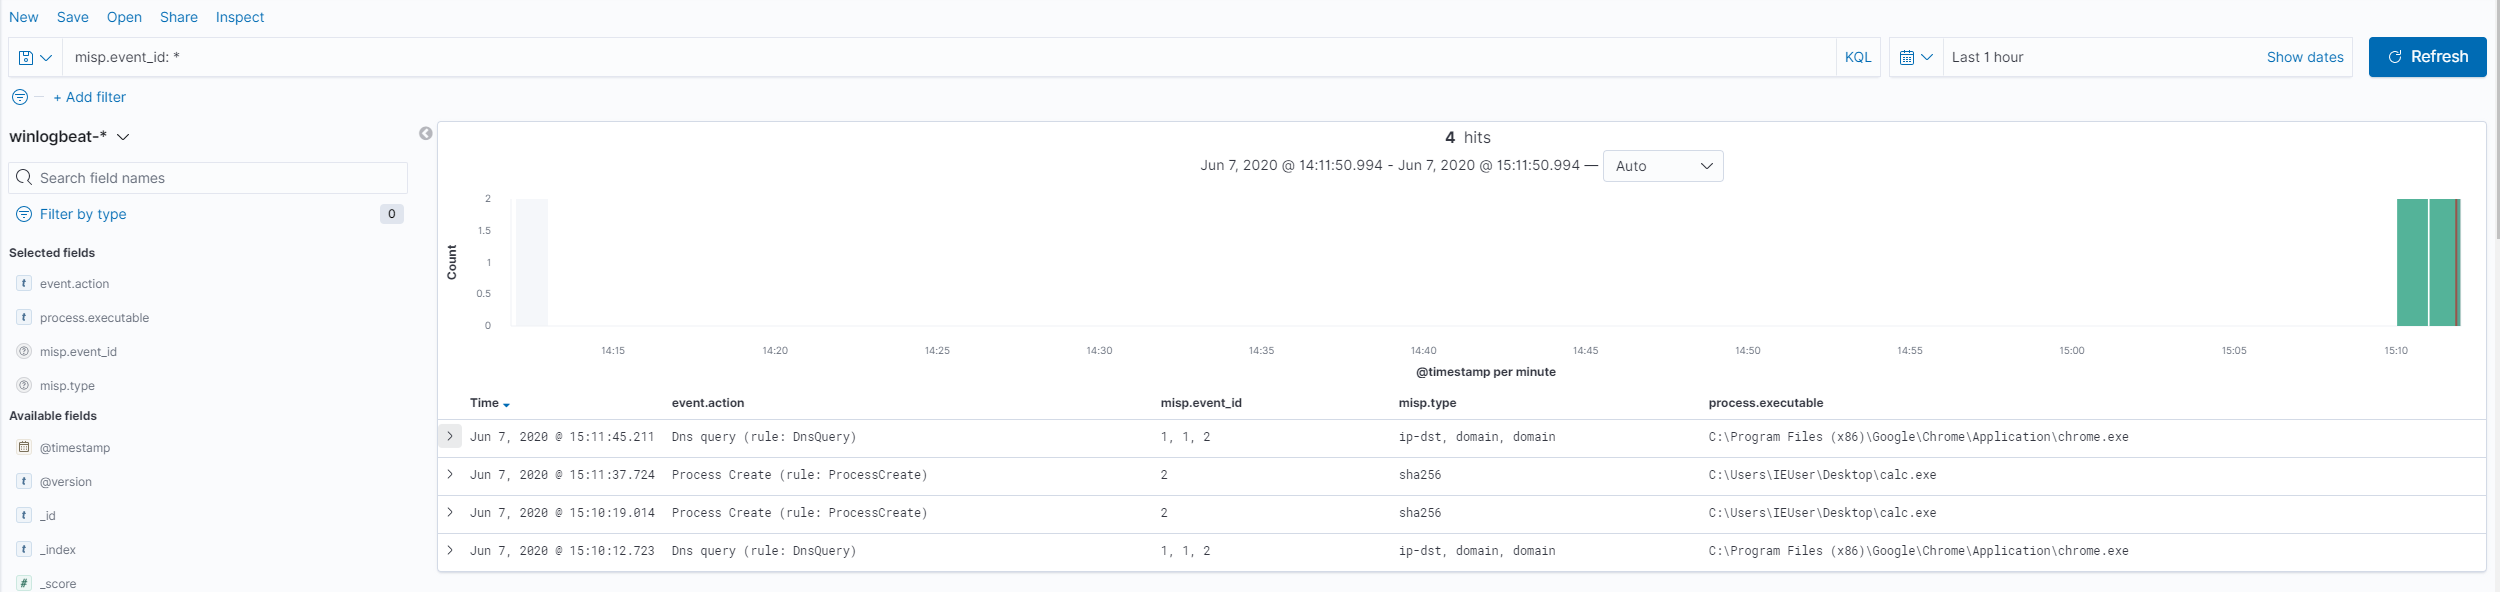 New Save Open Share Inspect
misp.event_id: * KQL Last 1 hour Show dates Refresh
+ Add filter
winlogbeat-*
Search field names
Filter by type 0
Selected fields
t event.action
t process.executable
? misp.event_id
? misp.type
Available fields
@timestamp
t @version
t _id
t _index
# _score
4 hits
Jun 7, 2020 @ 14:11:50.994 - Jun 7, 2020 @ 15:11:50.994 — Auto
Count
2
1.5
1
0.5
0
14:15 14:20 14:25 14:30 14:35 14:40 14:45 14:50 14:55 15:00 15:05 15:10
@timestamp per minute
Time event.action misp.event_id misp.type process.executable
Jun 7, 2020 @ 15:11:45.211 Dns query (rule: DnsQuery) 1, 1, 2 ip-dst, domain, domain C:\Program Files (x86)\Google\Chrome\Application\chrome.exe
Jun 7, 2020 @ 15:11:37.724 Process Create (rule: ProcessCreate) 2 sha256 C:\Users\IEUser\Desktop\calc.exe
Jun 7, 2020 @ 15:10:19.014 Process Create (rule: ProcessCreate) 2 sha256 C:\Users\IEUser\Desktop\calc.exe
Jun 7, 2020 @ 15:10:12.723 Dns query (rule: DnsQuery) 1, 1, 2 ip-dst, domain, domain C:\Program Files (x86)\Google\Chrome\Application\chrome.exe